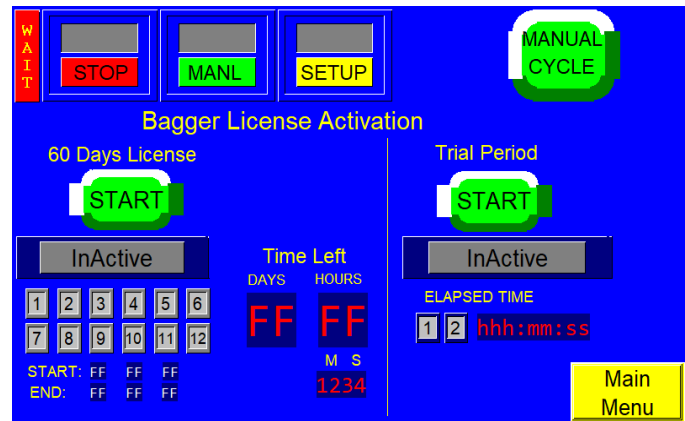 WAIT
STOP
MANL
SETUP
MANUAL
CYCLE
Bagger License Activation
60 Days License
START
InActive
1 2 3 4 5 6
7 8 9 10 11 12
START: FF FF FF
END: FF FF FF
Time Left
DAYS HOURS
FF FF
M S
1234
Trial Period
START
InActive
ELAPSED TIME
1 2 hhh:mm:ss
Main
Menu